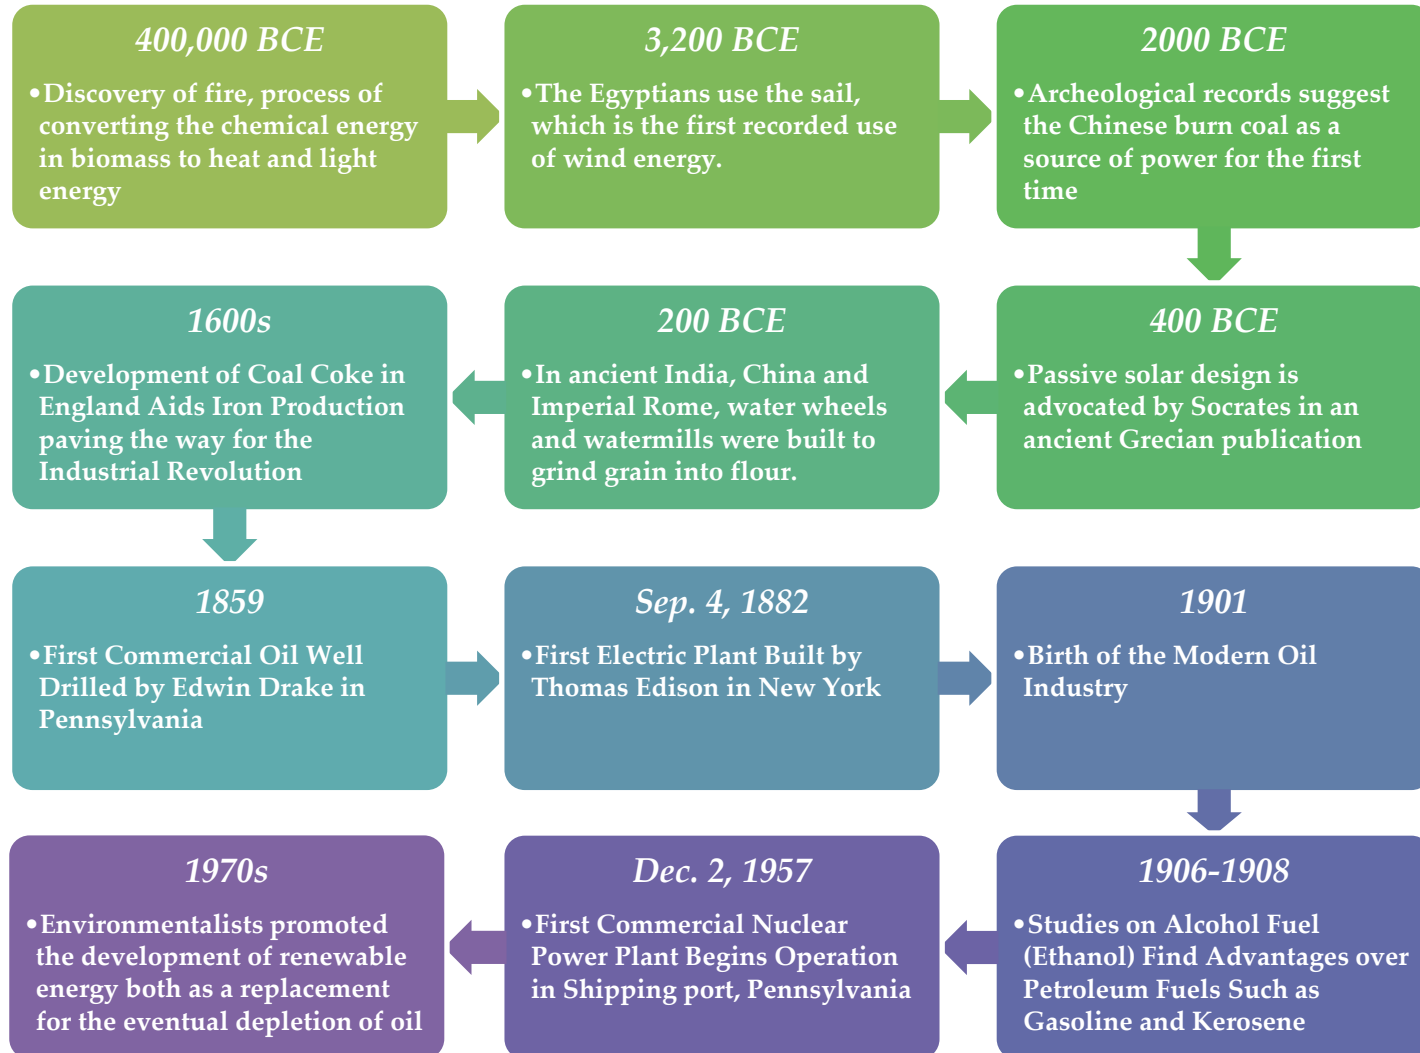 400,000 BCE
•Discovery of fire, process of
converting the chemical energy
in biomass to heat and light
energy
3,200 BCE
•The Egyptians use the sail,
which is the first recorded use
of wind energy.
2000 BCE
•Archeological records suggest
the Chinese burn coal as a
source of power for the first
time
400 BCE
•Passive solar design is
advocated by Socrates in an
ancient Grecian publication
200 BCE
•In ancient India, China and
Imperial Rome, water wheels
and watermills were built to
grind grain into flour.
1600s
•Development of Coal Coke in
England Aids Iron Production
paving the way for the
Industrial Revolution
1859
•First Commercial Oil Well
Drilled by Edwin Drake in
Pennsylvania
Sep. 4, 1882
•First Electric Plant Built by
Thomas Edison in New York
1901
•Birth of the Modern Oil
Industry
1906-1908
•Studies on Alcohol Fuel
(Ethanol) Find Advantages over
Petroleum Fuels Such as
Gasoline and Kerosene
Dec. 2, 1957
•First Commercial Nuclear
Power Plant Begins Operation
in Shipping port, Pennsylvania
1970s
•Environmentalists promoted
the development of renewable
energy both as a replacement
for the eventual depletion of oil